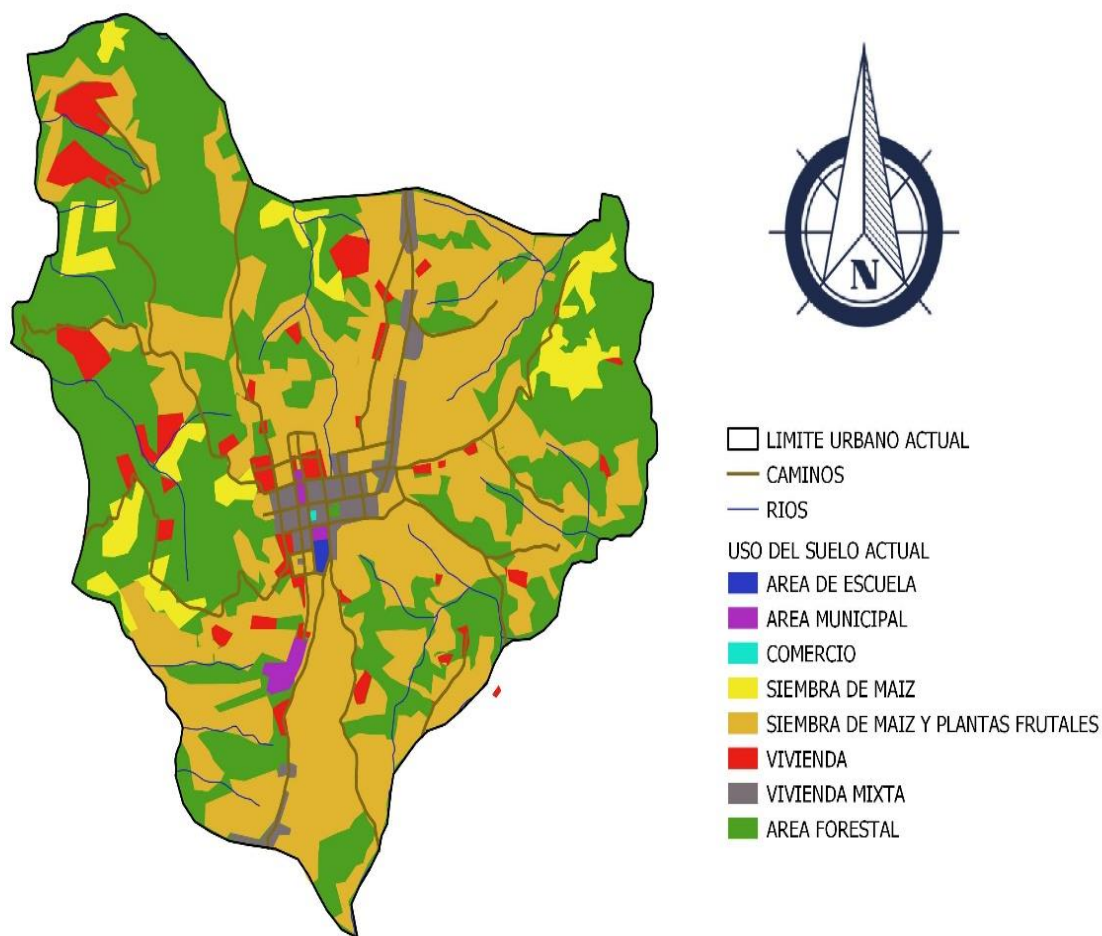 N
LIMITE URBANO ACTUAL
CAMINOS
RIOS
USO DEL SUELO ACTUAL
AREA DE ESCUELA
AREA MUNICIPAL
COMERCIO
SIEMBRA DE MAIZ
SIEMBRA DE MAIZ Y PLANTAS FRUTALES
VIVIENDA
VIVIENDA MIXTA
AREA FORESTAL